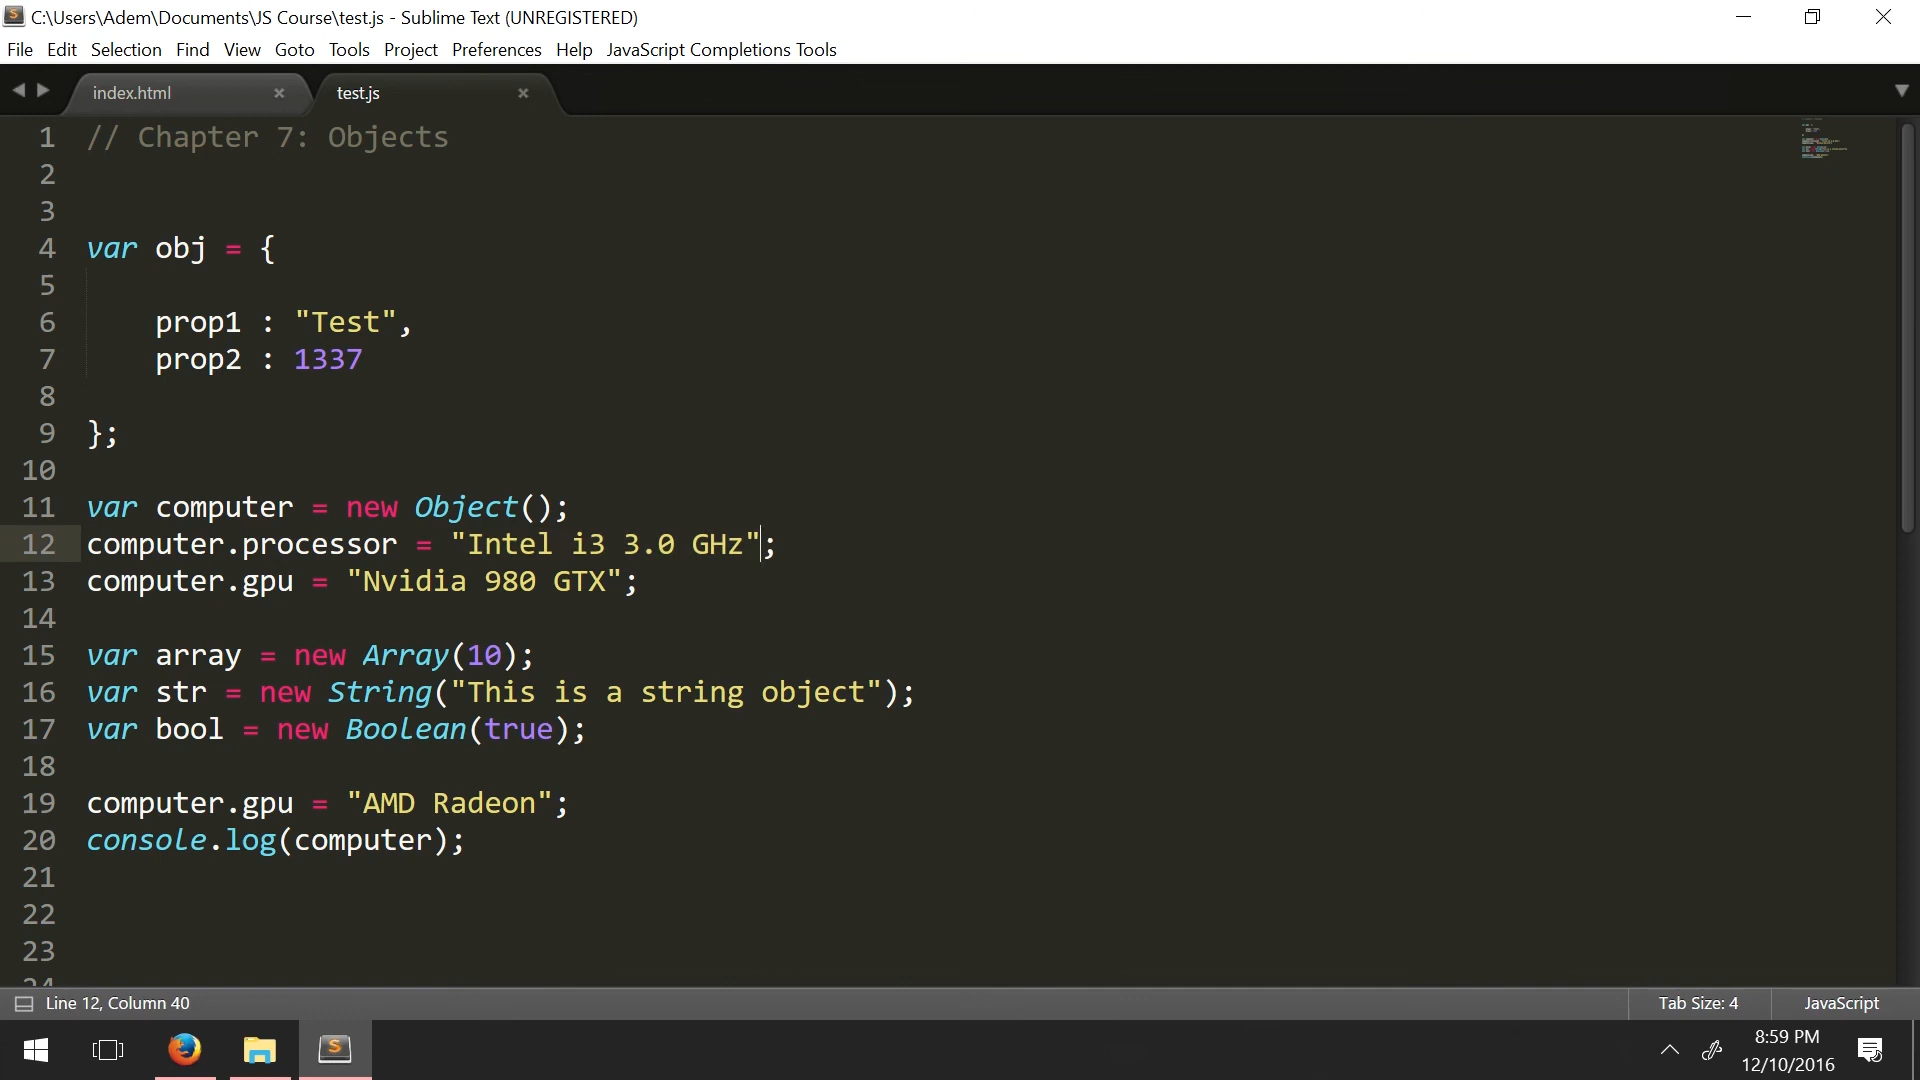 C:\Users\Adem\Documents\JS Course\test.js - Sublime Text (UNREGISTERED)
File Edit Selection Find View Goto Tools Project Preferences Help JavaScript Completions Tools
index.html × test.js ×
1 // Chapter 7: Objects
2
3
4 var obj = {
5
6     prop1 : "Test",
7     prop2 : 1337
8
9 };
10
11 var computer = new Object();
12 computer.processor = "Intel i3 3.0 GHz";
13 computer.gpu = "Nvidia 980 GTX";
14
15 var array = new Array(10);
16 var str = new String("This is a string object");
17 var bool = new Boolean(true);
18
19 computer.gpu = "AMD Radeon";
20 console.log(computer);
21
22
23
24
Line 12, Column 40 Tab Size: 4 JavaScript
8:59 PM
12/10/2016